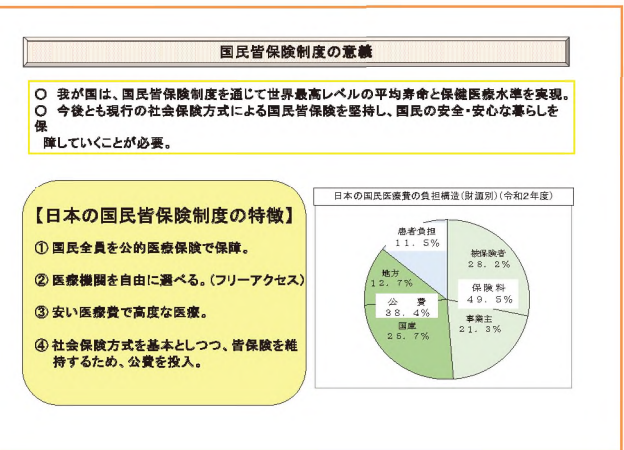 国民皆保険制度の意義
○ 我が国は、国民皆保険制度を通じて世界最高レベルの平均寿命と保健医療水準を実現。
○ 今後とも現行の社会保険方式による国民皆保険を堅持し、国民の安全・安心な暮らしを
保
障していくことが必要。
【日本の国民皆保険制度の特徴】
① 国民全員を公的医療保険で保障。
② 医療機関を自由に選べる。(フリーアクセス)
③ 安い医療費で高度な医療。
④ 社会保険方式を基本としつつ、皆保険を維
持するため、公費を投入。
日本の国民医療費の負担構造(財源別)(令和2年度)
患者負担
11.5%
被保険者
28.2%
地方
12.7%
保険料
49.5%
公 費
38.4%
事業主
21.3%
国庫
25.7%